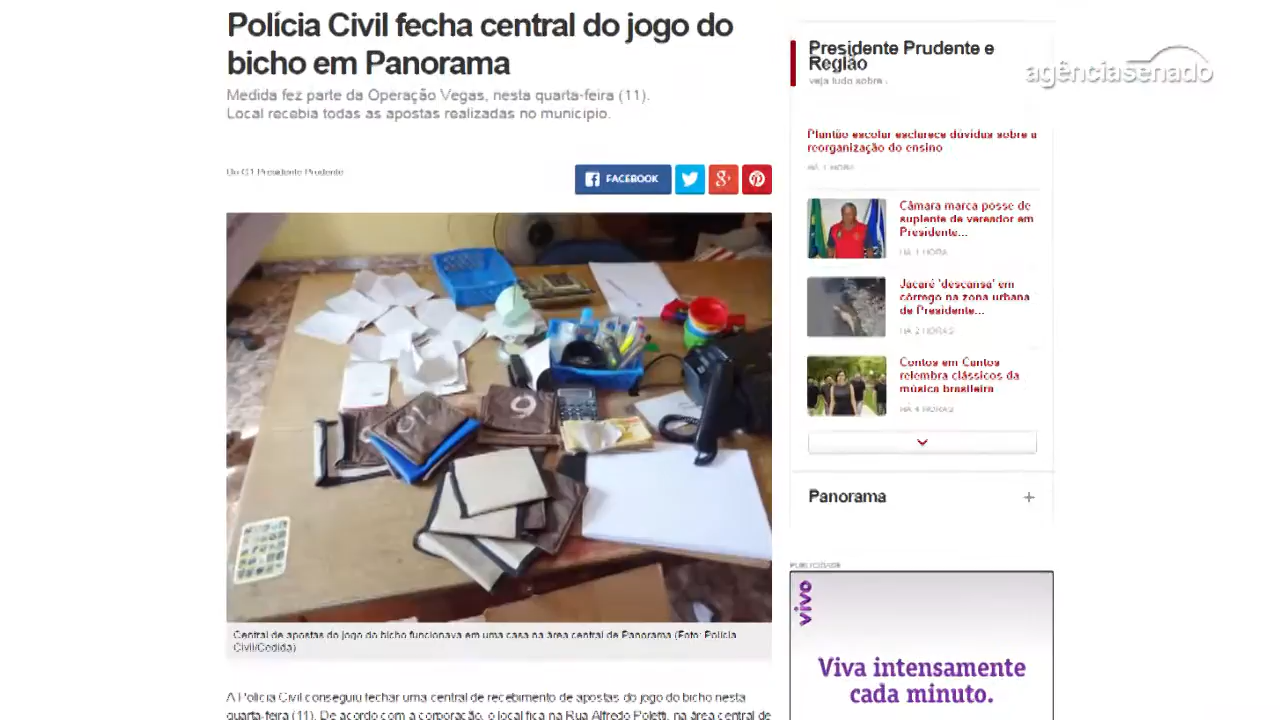 Polícia Civil fecha central do jogo do
bicho em Panorama
Medida fez parte da Operação Vegas, nesta quarta-feira (11).
Local recebia todas as apostas realizadas no município.
Do G1 Presidente Prudente
FACEBOOK
Central de apostas do jogo do bicho funcionava em uma casa na área central de Panorama (Foto: Polícia
Civil/Cedida)
A Polícia Civil conseguiu fechar uma central de recebimento de apostas do jogo do bicho nesta
quarta-feira (11). De acordo com a corporação, o local fica na Rua Alfredo Poletti, na área central de
agênciasenado
Presidente Prudente e
Região
veja tudo sobre
Plantão escolar esclarece dúvidas sobre a
reorganização do ensino
HÁ 1 HORA
Câmara marca posse de
suplente de vereador em
Presidente...
HÁ 1 HORA
Jacaré 'descansa' em
córrego na zona urbana
de Presidente...
HÁ 2 HORAS
Contos em Cantos
relembra clássicos da
música brasileira
HÁ 4 HORAS
Panorama
PUBLICIDADE
vivo
Viva intensamente
cada minuto.